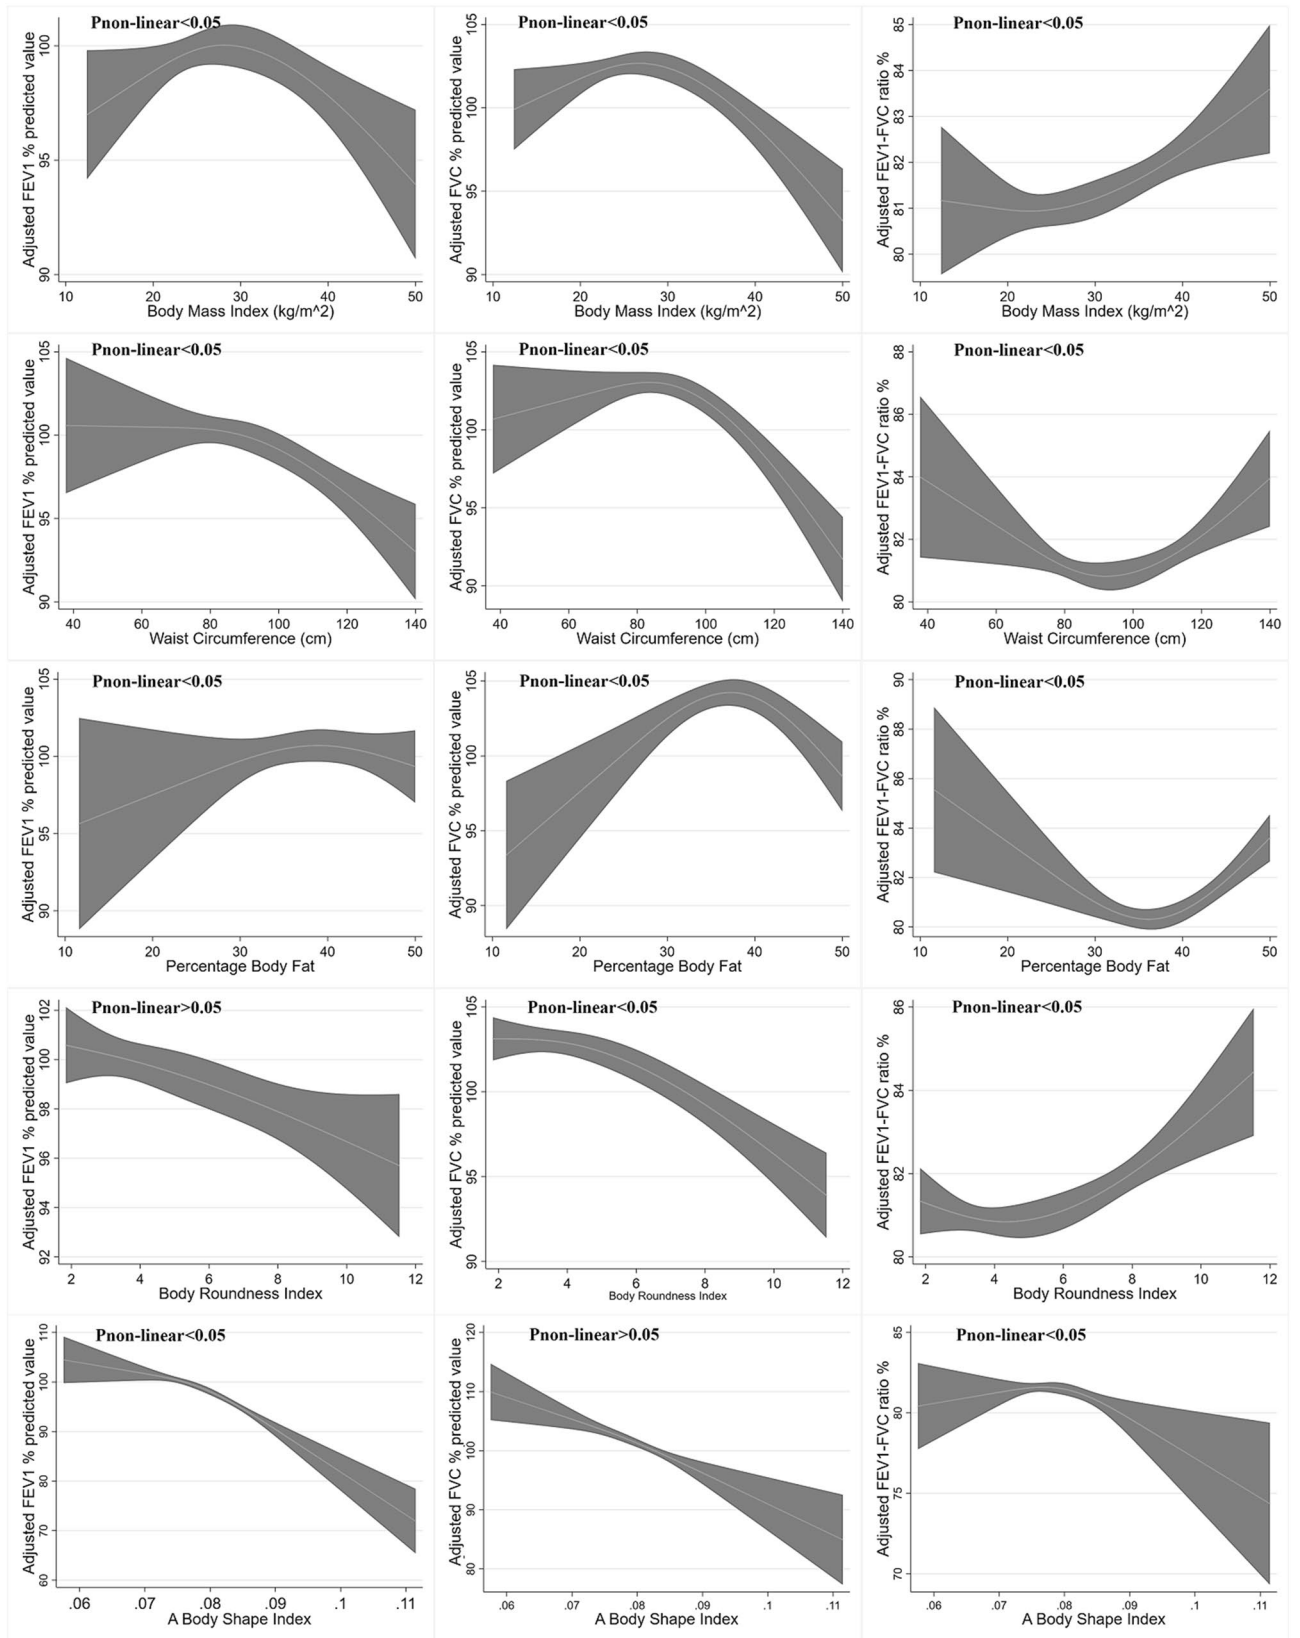 Pnon-linear<0.05
Adjusted FEV1 % predicted value
100
95
90
10 20 30 40 50
Body Mass Index (kg/m^2)
Pnon-linear<0.05
Adjusted FVC % predicted value
105
100
95
90
10 20 30 40 50
Body Mass Index (kg/m^2)
Pnon-linear<0.05
Adjusted FEV1-FVC ratio %
85
84
83
82
81
80
10 20 30 40 50
Body Mass Index (kg/m^2)
Pnon-linear<0.05
Adjusted FEV1 % predicted value
105
100
95
90
40 60 80 100 120 140
Waist Circumference (cm)
Pnon-linear<0.05
Adjusted FVC % predicted value
105
100
95
90
40 60 80 100 120 140
Waist Circumference (cm)
Pnon-linear<0.05
Adjusted FEV1-FVC ratio %
88
86
84
82
80
40 60 80 100 120 140
Waist Circumference (cm)
Pnon-linear<0.05
Adjusted FEV1 % predicted value
105
100
95
90
10 20 30 40 50
Percentage Body Fat
Pnon-linear<0.05
Adjusted FVC % predicted value
105
100
95
90
10 20 30 40 50
Percentage Body Fat
Pnon-linear<0.05
Adjusted FEV1-FVC ratio %
90
88
86
84
82
80
10 20 30 40 50
Percentage Body Fat
Pnon-linear>0.05
Adjusted FEV1 % predicted value
102
100
98
96
94
92
2 4 6 8 10 12
Body Roundness Index
Pnon-linear<0.05
Adjusted FVC % predicted value
105
100
95
90
2 4 6 8 10 12
Body Roundness Index
Pnon-linear<0.05
Adjusted FEV1-FVC ratio %
86
84
82
80
2 4 6 8 10 12
Body Roundness Index
Pnon-linear<0.05
Adjusted FEV1 % predicted value
110
100
90
80
70
60
.06 .07 .08 .09 .1 .11
A Body Shape Index
Pnon-linear>0.05
Adjusted FVC % predicted value
120
110
100
90
80
.06 .07 .08 .09 .1 .11
A Body Shape Index
Pnon-linear<0.05
Adjusted FEV1-FVC ratio %
85
80
75
70
.06 .07 .08 .09 .1 .11
A Body Shape Index